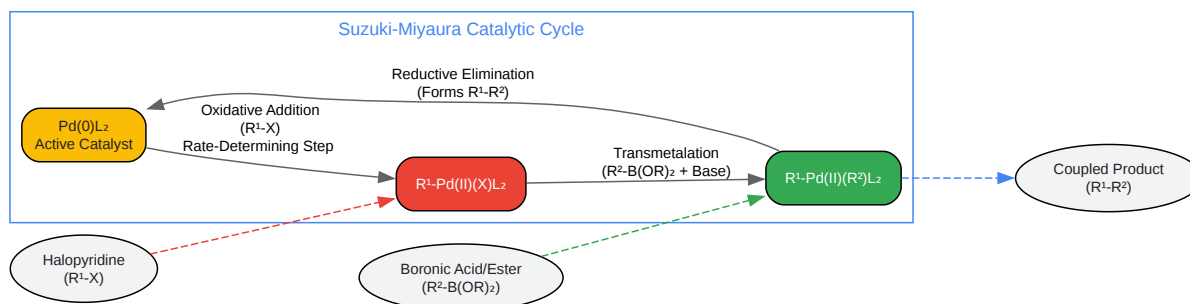 Suzuki-Miyaura Catalytic Cycle
Reductive Elimination
(Forms R¹-R²)
Oxidative Addition
(R¹-X)
Rate-Determining Step
Pd(0)L₂
Active Catalyst
Transmetalation
(R²-B(OR)₂ + Base)
R¹-Pd(II)(X)L₂
R¹-Pd(II)(R²)L₂
Coupled Product
(R¹-R²)
Halopyridine
(R¹-X)
Boronic Acid/Ester
(R²-B(OR)₂)